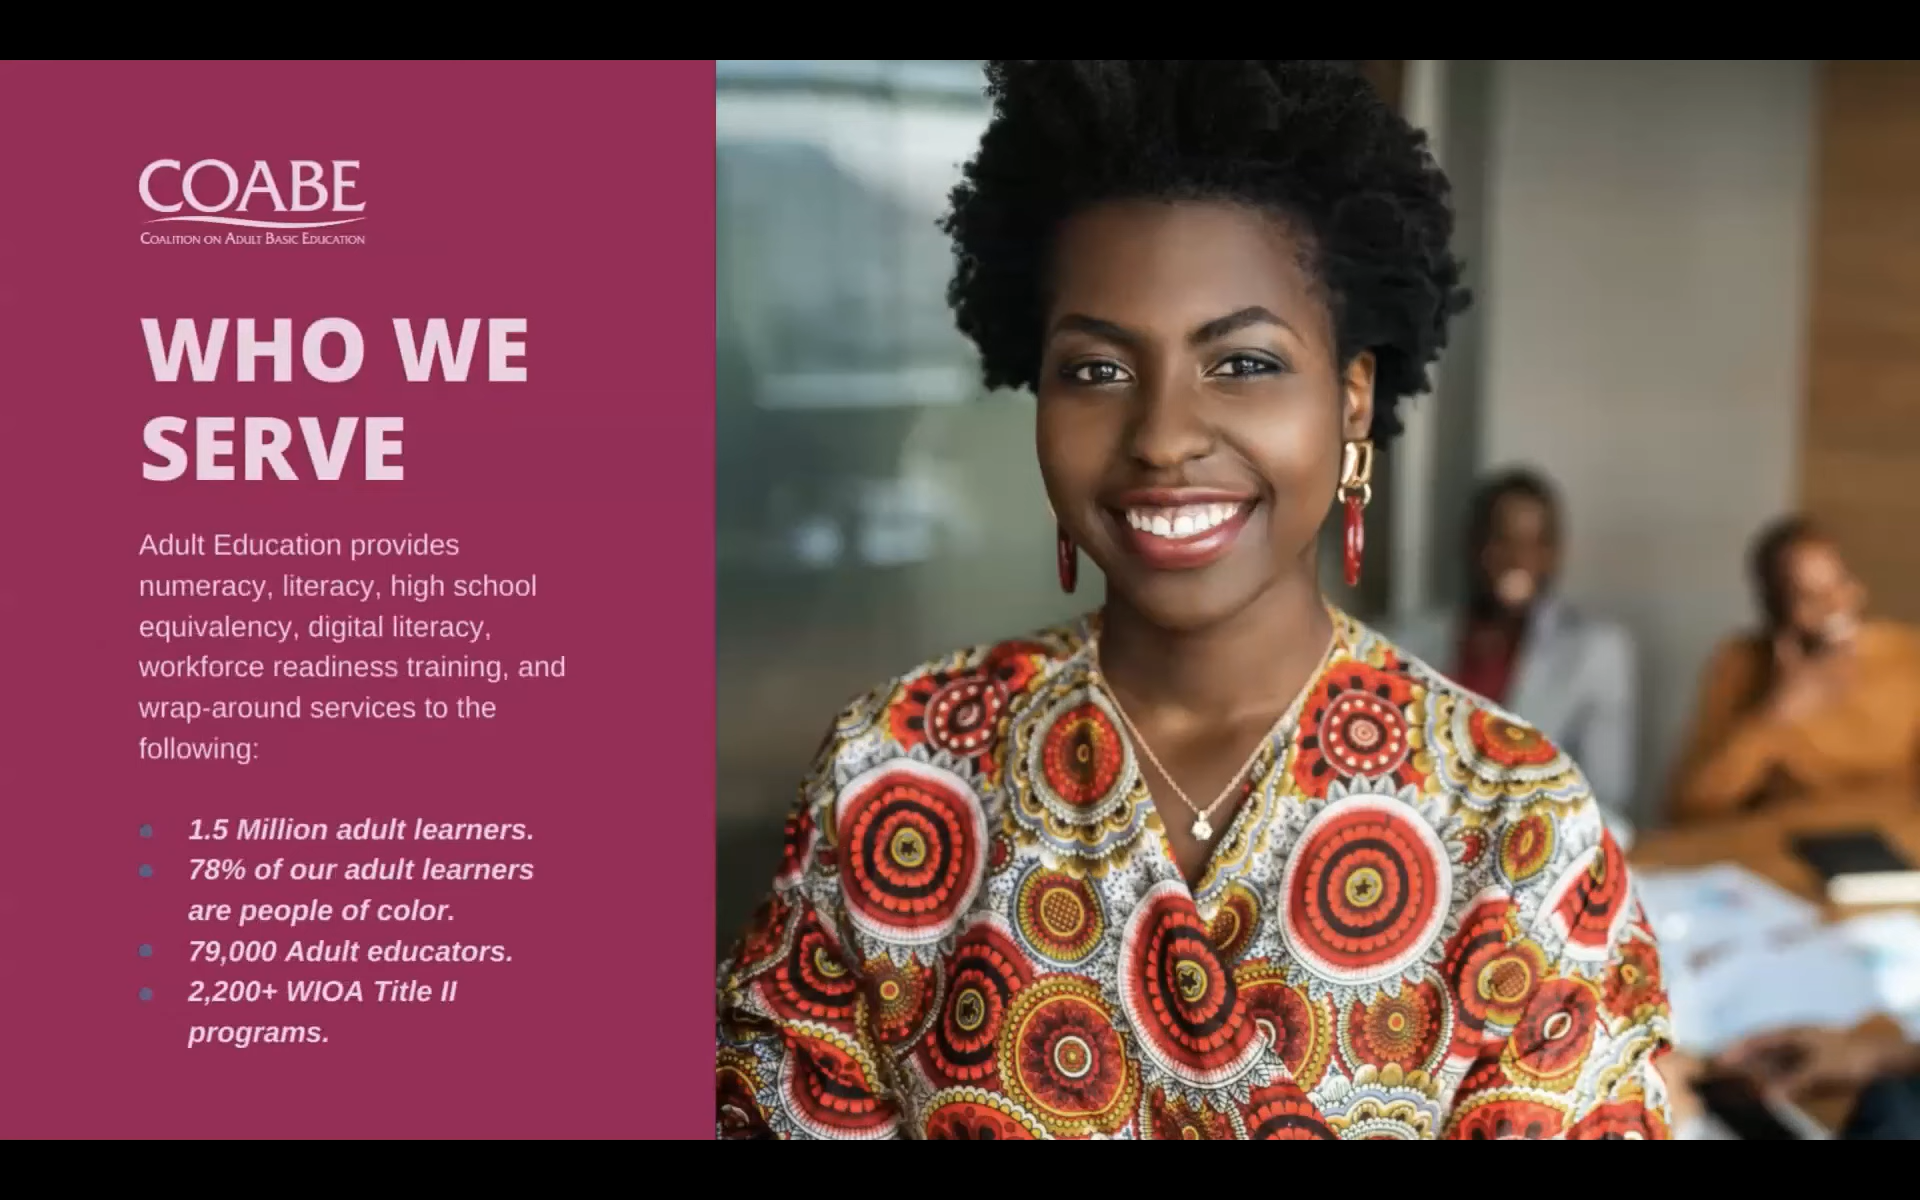 COABE
COALITION ON ADULT BASIC EDUCATION
WHO WE
SERVE
Adult Education provides
numeracy, literacy, high school
equivalency, digital literacy,
workforce readiness training, and
wrap-around services to the
following:
• 1.5 Million adult learners.
• 78% of our adult learners
are people of color.
• 79,000 Adult educators.
• 2,200+ WIOA Title II
programs.